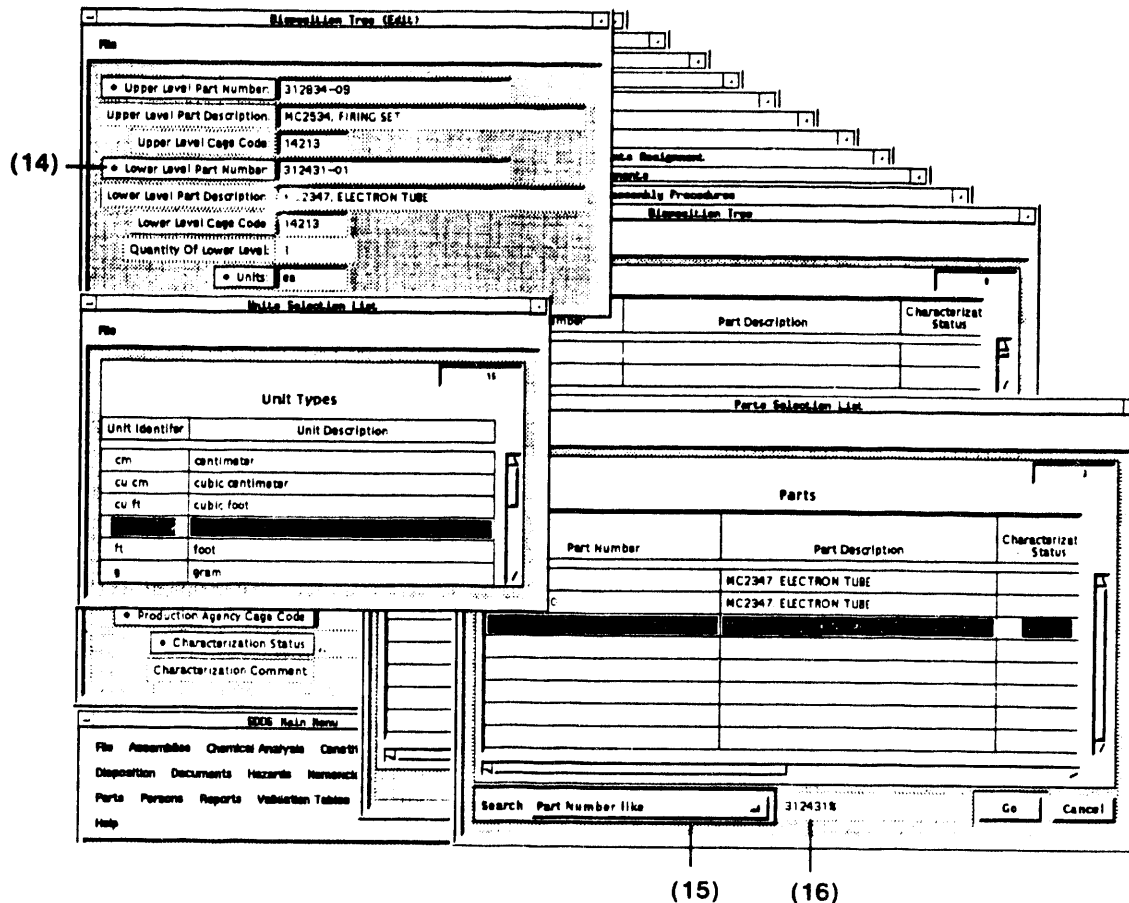 Disposition Tree (Edit)
File
Upper Level Part Number: 312834-09
Upper Level Part Description: MC2534, FIRING SET
Upper Level Cage Code: 14213
(14)
Lower Level Part Number: 312431-01
Lower Level Part Description: 2347, ELECTRON TUBE
Lower Level Cage Code: 14213
Quantity Of Lower Level: 1
Units: ea
Assignment
Procedures
Disposition Tree
Part Description
Characterizat
Status
Units Selection List
File
15
Unit Types
Unit Identifer Unit Description
cm centimeter
cu cm cubic centimeter
cu ft cubic foot
ft foot
g gram
Parts Selection List
Parts
Part Number Part Description Characterizat
Status
MC2347 ELECTRON TUBE
C MC2347 ELECTRON TUBE
Production Agency Cage Code
Characterization Status
Characterization Comment
Main Menu
File Assemblies Chemical Analysis
Disposition Documents Hazards
Parts Persons Reports Validation Tables
Help
Search Part Number like 312431% Go Cancel
(15) (16)